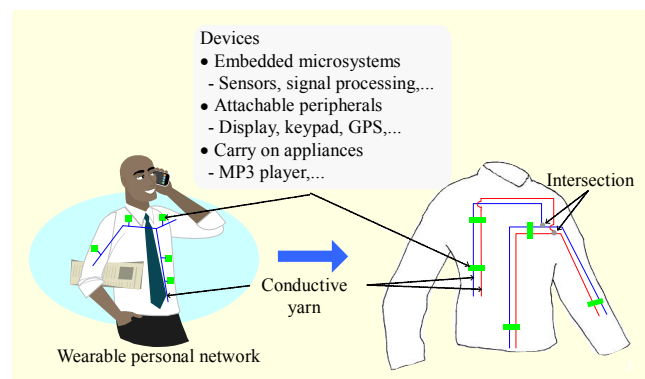 Devices
• Embedded microsystems
- Sensors, signal processing,...
• Attachable peripherals
- Display, keypad, GPS,...
• Carry on appliances
- MP3 player,...
Intersection
Conductive
yarn
Wearable personal network